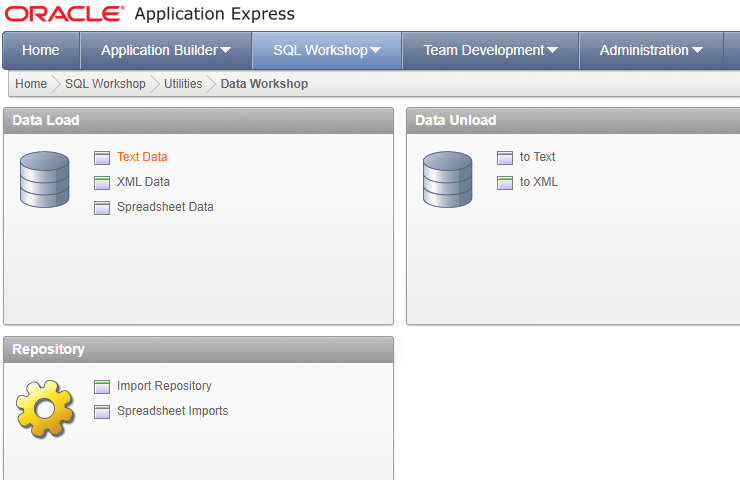 ORACLE Application Express
Home Application Builder SQL Workshop Team Development Administration
Home SQL Workshop Utilities Data Workshop
Data Load
Text Data
XML Data
Spreadsheet Data
Data Unload
to Text
to XML
Repository
Import Repository
Spreadsheet Imports